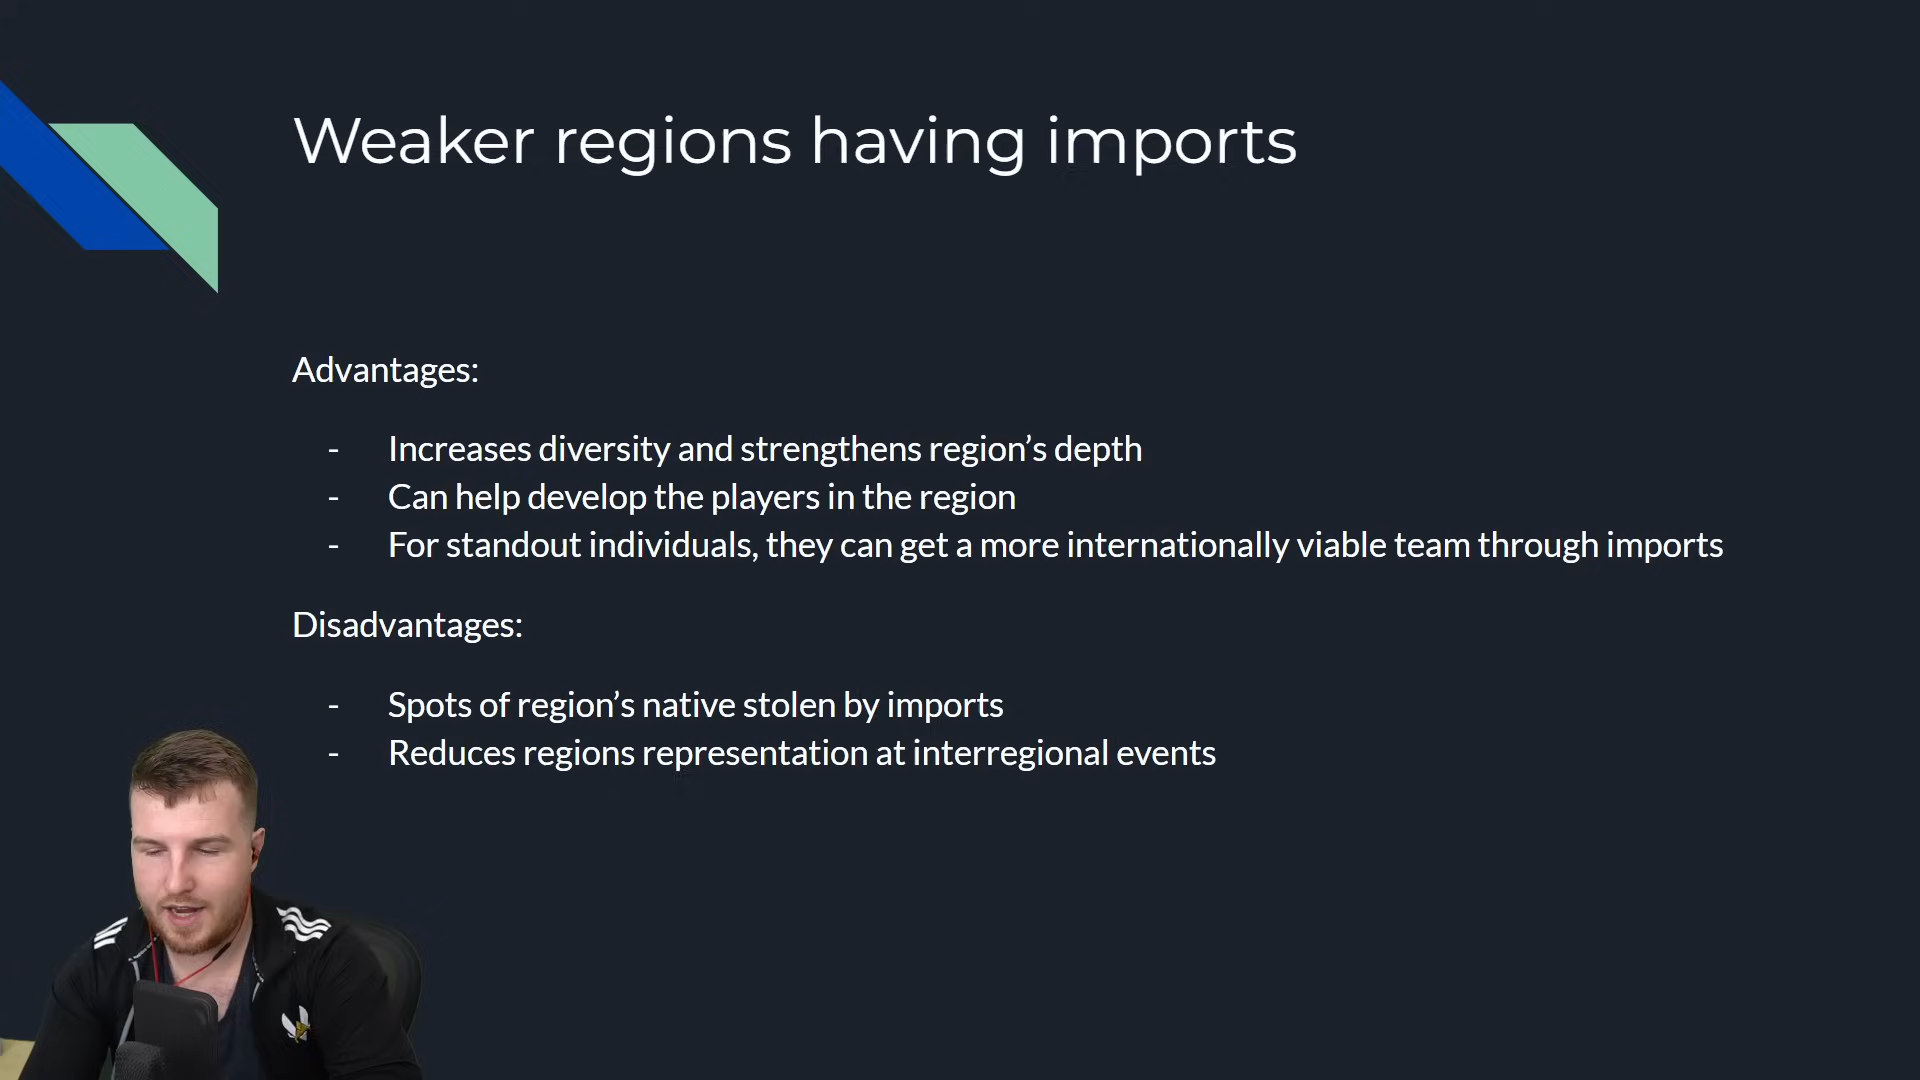 Weaker regions having imports
Advantages:
- Increases diversity and strengthens region’s depth
- Can help develop the players in the region
- For standout individuals, they can get a more internationally viable team through imports
Disadvantages:
- Spots of region’s native stolen by imports
- Reduces regions representation at interregional events